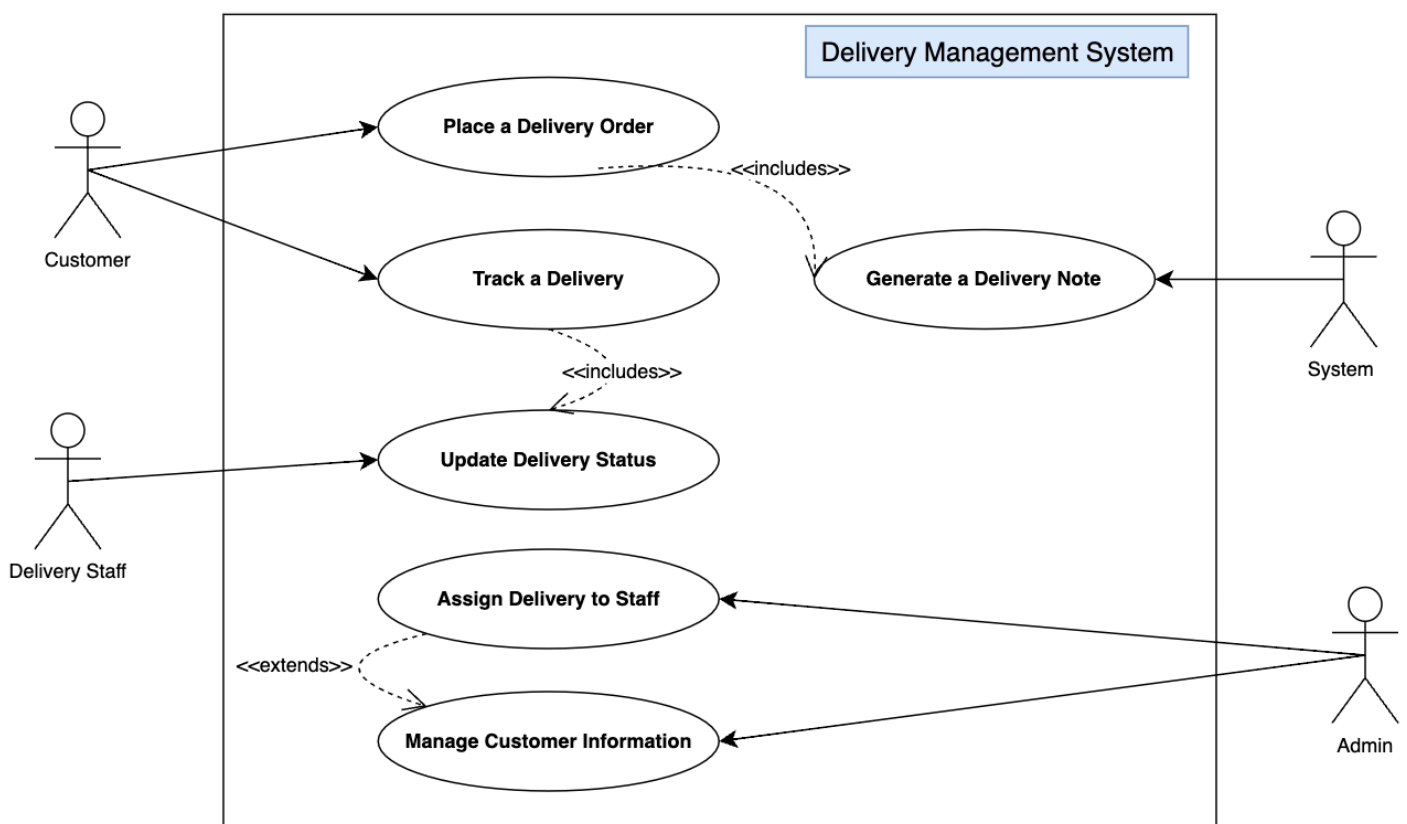 Delivery Management System
Place a Delivery Order
<<includes>>
Customer
Track a Delivery
Generate a Delivery Note
System
<<includes>>
Update Delivery Status
Delivery Staff
Assign Delivery to Staff
<<extends>>
Manage Customer Information
Admin